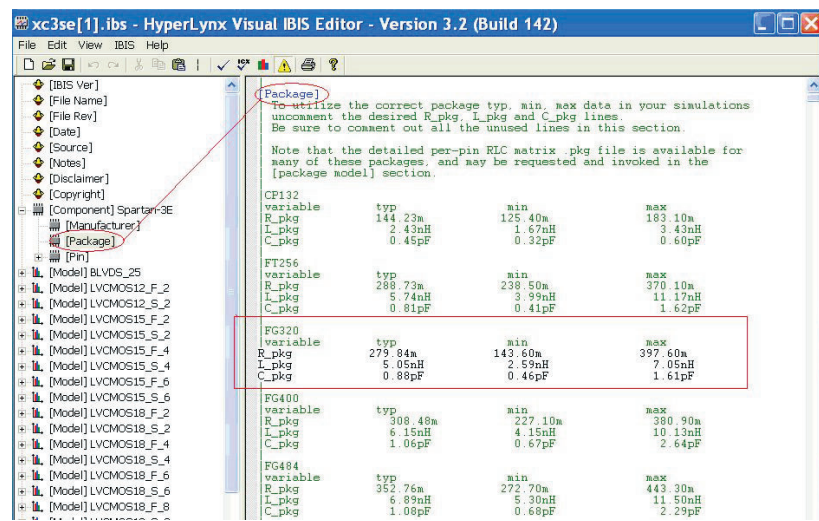 xc3se[1].ibs - HyperLynx Visual IBIS Editor - Version 3.2 (Build 142)
File Edit View IBIS Help
[IBIS Ver]
[File Name]
[File Rev]
[Date]
[Source]
[Notes]
[Disclaimer]
[Copyright]
[Component] Spartan-3E
[Manufacturer]
[Package]
[Pin]
[Model] BLVDS_25
[Model] LVCMOS12_F_2
[Model] LVCMOS12_S_2
[Model] LVCMOS15_F_2
[Model] LVCMOS15_S_2
[Model] LVCMOS15_F_4
[Model] LVCMOS15_S_4
[Model] LVCMOS15_F_6
[Model] LVCMOS15_S_6
[Model] LVCMOS18_F_2
[Model] LVCMOS18_S_2
[Model] LVCMOS18_F_4
[Model] LVCMOS18_S_4
[Model] LVCMOS18_F_6
[Model] LVCMOS18_S_6
[Model] LVCMOS18_F_8
[Package]
| To utilize the correct package typ, min, max data in your simulations
| uncomment the desired R_pkg, L_pkg and C_pkg lines.
| Be sure to comment out all the unused lines in this section.
|
| Note that the detailed per-pin RLC matrix .pkg file is available for
| many of these packages, and may be requested and invoked in the
| [package model] section.
|
|CP132
|variable typ min max
|R_pkg 144.23m 125.40m 183.10m
|L_pkg 2.43nH 1.67nH 3.43nH
|C_pkg 0.45pF 0.32pF 0.60pF
|
|FT256
|variable typ min max
|R_pkg 288.73m 238.50m 370.10m
|L_pkg 5.74nH 3.99nH 11.17nH
|C_pkg 0.81pF 0.41pF 1.62pF
|
|FG320
|variable typ min max
R_pkg 279.84m 143.60m 397.60m
L_pkg 5.05nH 2.59nH 7.05nH
C_pkg 0.88pF 0.46pF 1.61pF
|
|FG400
|variable typ min max
|R_pkg 308.48m 227.10m 380.90m
|L_pkg 6.15nH 4.15nH 10.13nH
|C_pkg 1.06pF 0.67pF 2.64pF
|
|FG484
|variable typ min max
|R_pkg 352.76m 272.70m 443.30m
|L_pkg 6.89nH 5.30nH 11.50nH
|C_pkg 1.08pF 0.68pF 2.29pF